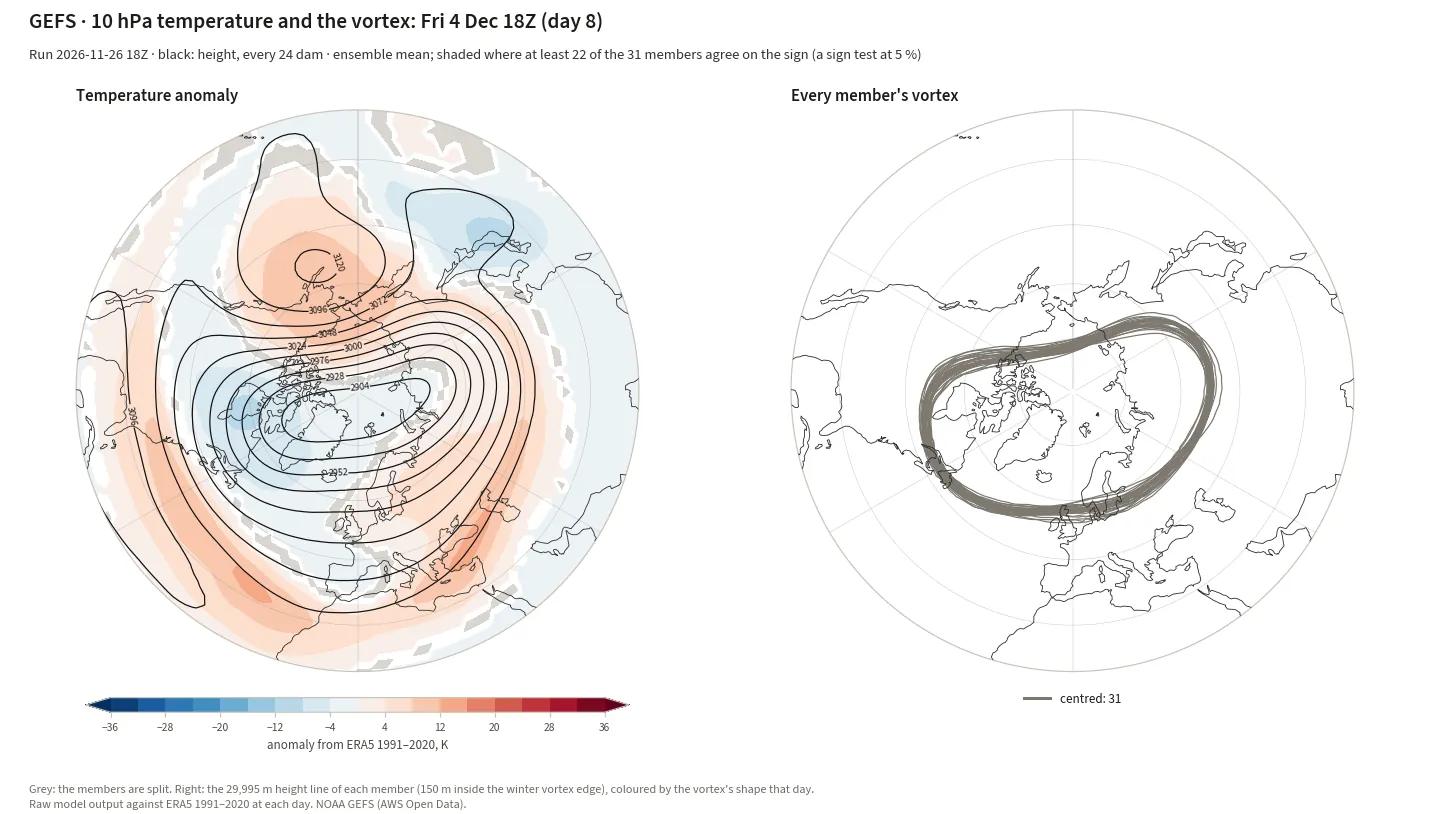 GEFS · 10 hPa temperature and the vortex: Fri 4 Dec 18Z (day 8)
Run 2026-11-26 18Z · black: height, every 24 dam · ensemble mean; shaded where at least 22 of the 31 members agree on the sign (a sign test at 5 %)
Temperature anomaly
Every member's vortex
3120
3096
3072
3048
3024
3000
2976
2928
2904
3096
2952
centred: 31
−36 −28 −20 −12 −4 4 12 20 28 36
anomaly from ERA5 1991–2020, K
Grey: the members are split. Right: the 29,995 m height line of each member (150 m inside the winter vortex edge), coloured by the vortex's shape that day.
Raw model output against ERA5 1991–2020 at each day. NOAA GEFS (AWS Open Data).